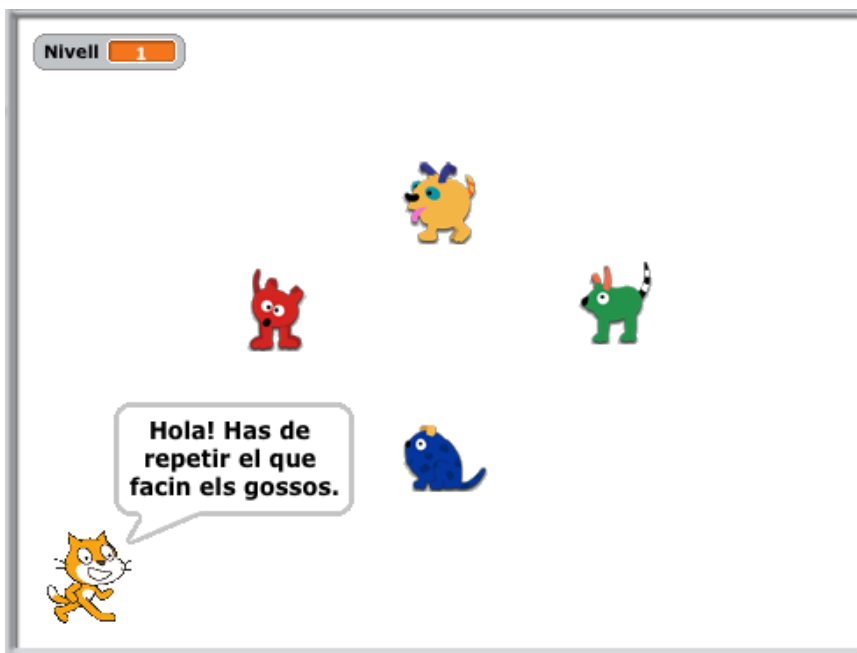 Nivell 1
Hola! Has de
repetir el que
facin els gossos.